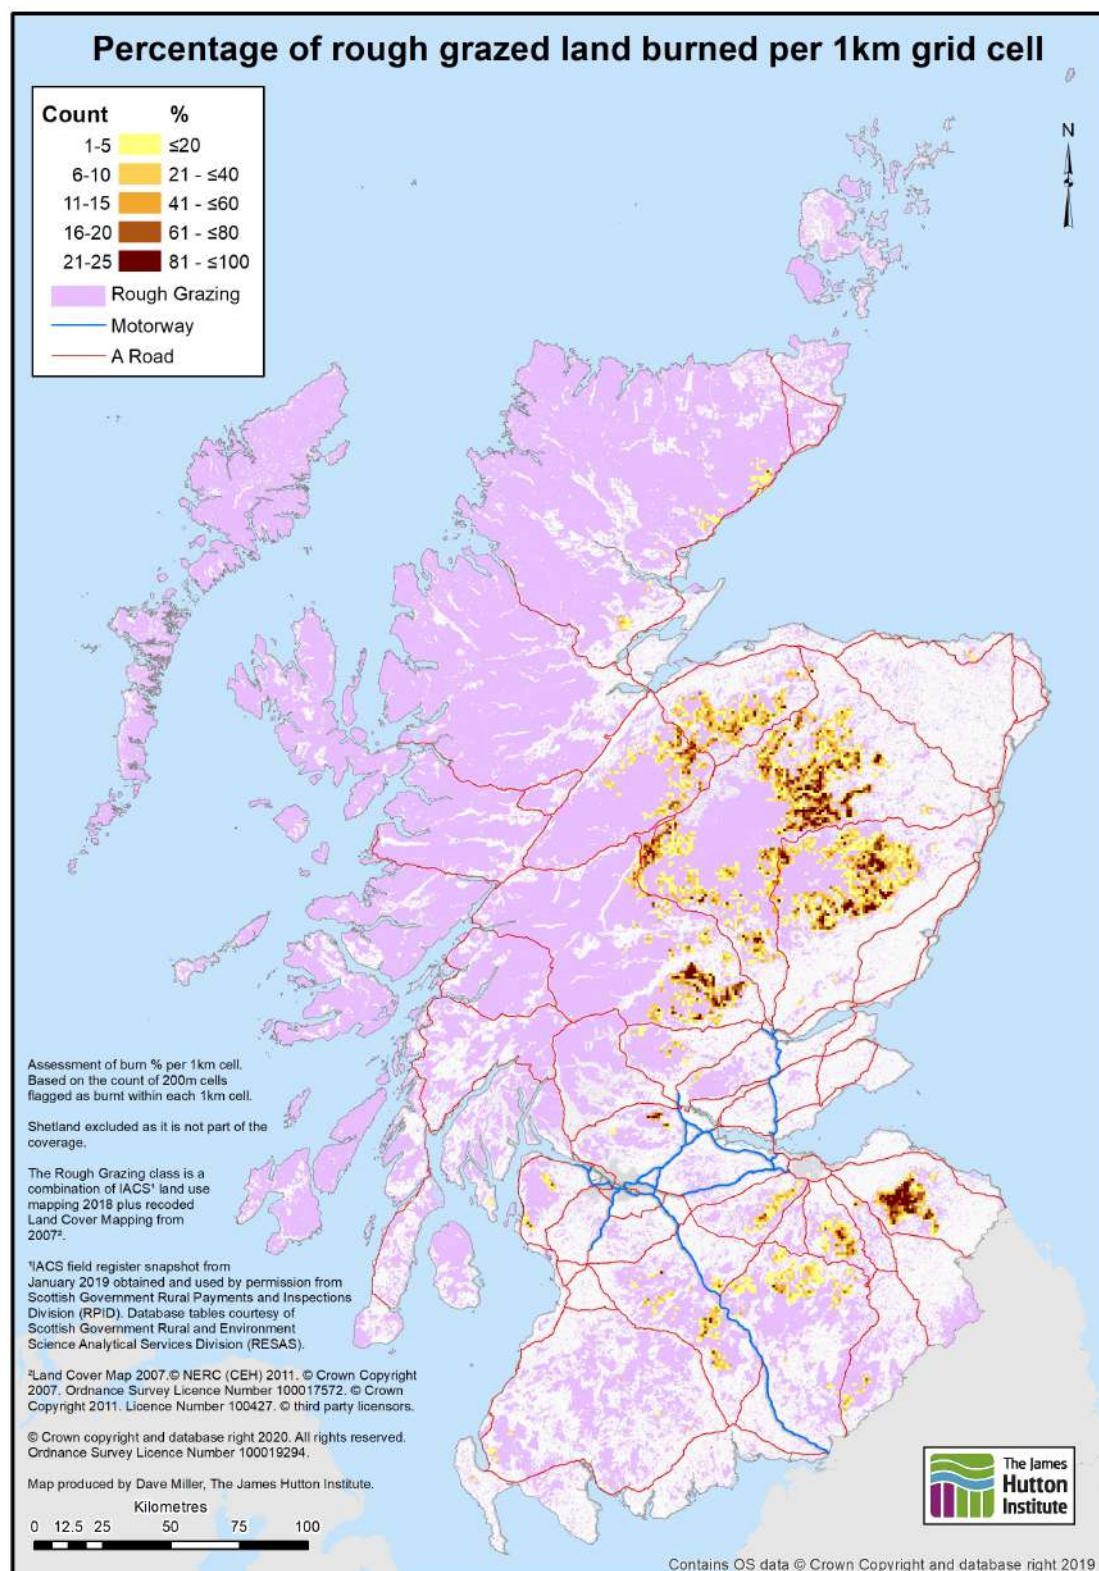 Percentage of rough grazed land burned per 1km grid cell
Count %
1-5 ≤20
6-10 21 - ≤40
11-15 41 - ≤60
16-20 61 - ≤80
21-25 81 - ≤100
Rough Grazing
Motorway
A Road
N
Assessment of burn % per 1km cell.
Based on the count of 200m cells
flagged as burnt within each 1km cell.
Shetland excluded as it is not part of the
coverage.
The Rough Grazing class is a
combination of IACS¹ land use
mapping 2018 plus recoded
Land Cover Mapping from
2007².
¹IACS field register snapshot from
January 2019 obtained and used by permission from
Scottish Government Rural Payments and Inspections
Division (RPID). Database tables courtesy of
Scottish Government Rural and Environment
Science Analytical Services Division (RESAS).
²Land Cover Map 2007.© NERC (CEH) 2011. © Crown Copyright
2007. Ordnance Survey Licence Number 100017572. © Crown
Copyright 2011. Licence Number 100427. © third party licensors.
© Crown copyright and database right 2020. All rights reserved.
Ordnance Survey Licence Number 100019294.
Map produced by Dave Miller, The James Hutton Institute.
Kilometres
0 12.5 25 50 75 100
The James
Hutton
Institute
Contains OS data © Crown Copyright and database right 2019